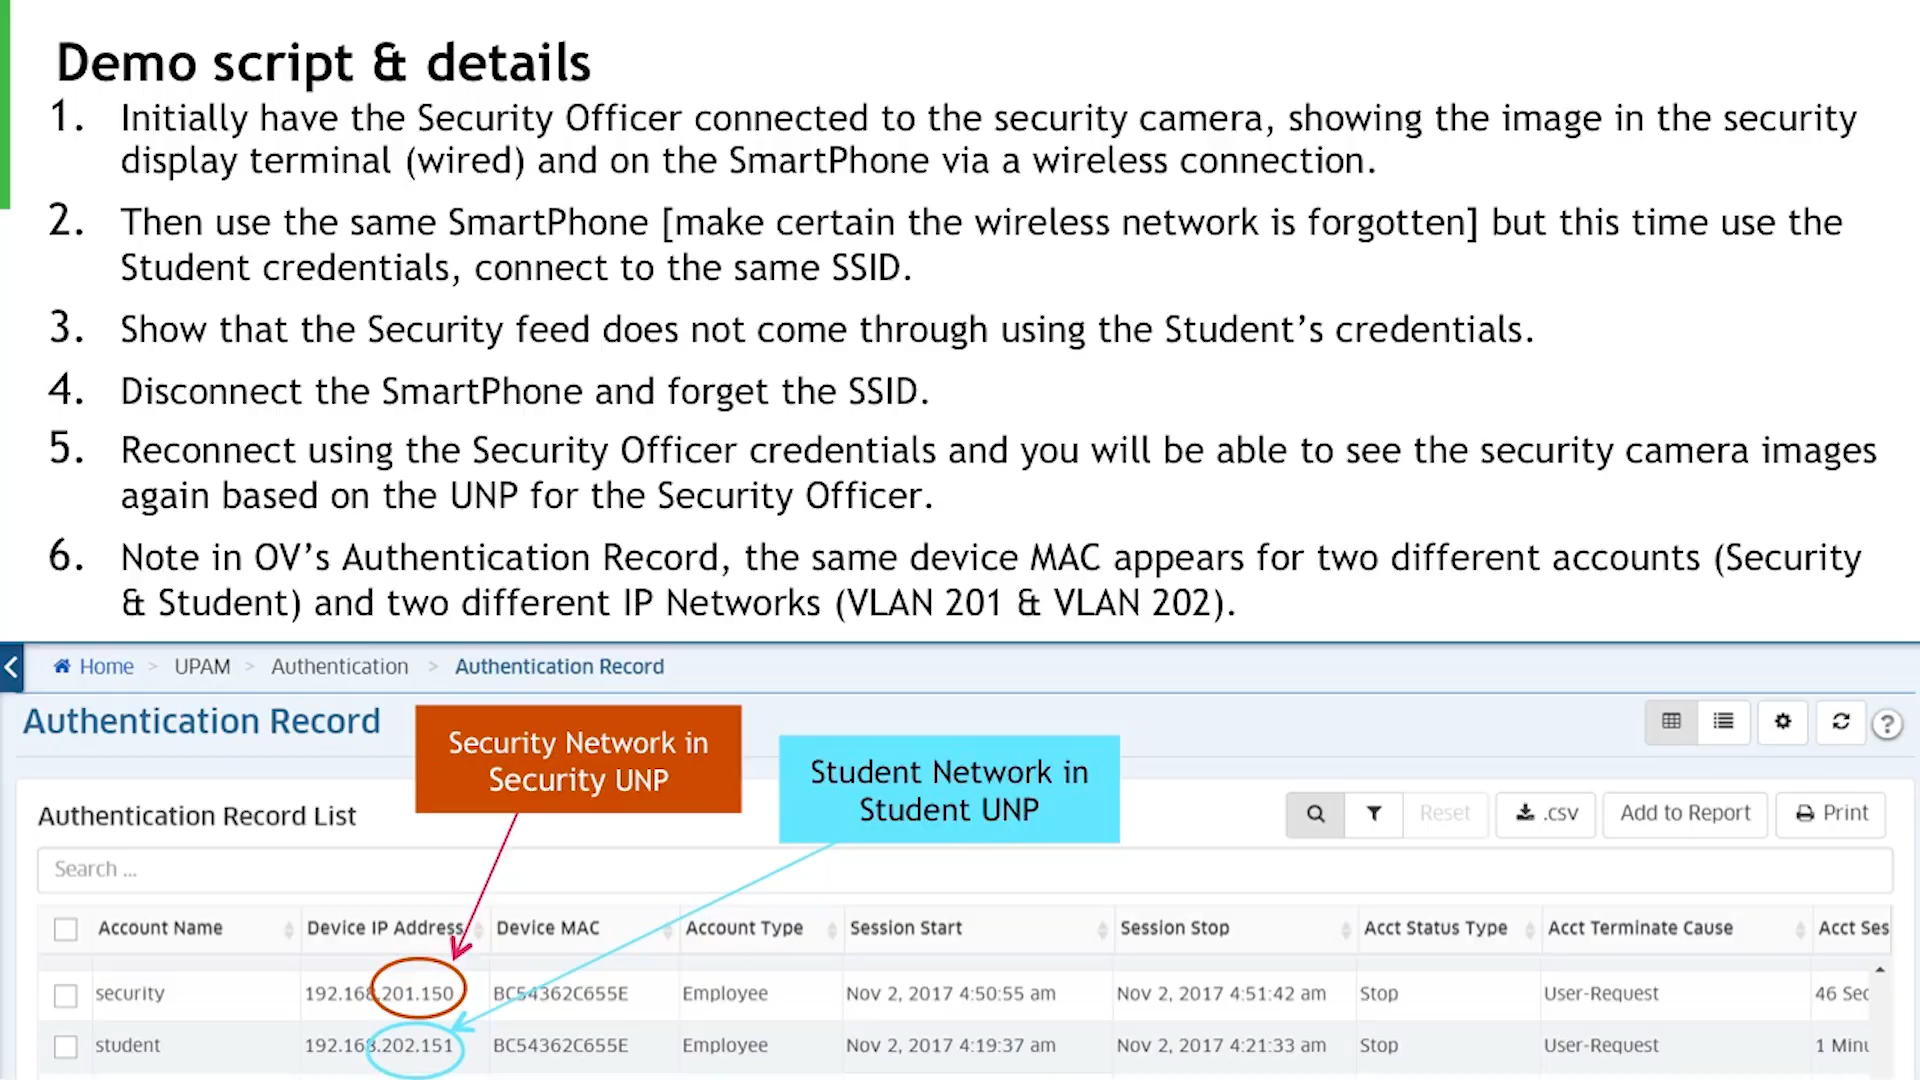 Demo script & details
1. Initially have the Security Officer connected to the security camera, showing the image in the security
display terminal (wired) and on the SmartPhone via a wireless connection.
2. Then use the same SmartPhone [make certain the wireless network is forgotten] but this time use the
Student credentials, connect to the same SSID.
3. Show that the Security feed does not come through using the Student’s credentials.
4. Disconnect the SmartPhone and forget the SSID.
5. Reconnect using the Security Officer credentials and you will be able to see the security camera images
again based on the UNP for the Security Officer.
6. Note in OV’s Authentication Record, the same device MAC appears for two different accounts (Security
& Student) and two different IP Networks (VLAN 201 & VLAN 202).
Home > UPAM > Authentication > Authentication Record
Authentication Record
Security Network in
Security UNP
Student Network in
Student UNP
Authentication Record List
Reset .csv Add to Report Print
Search ...
Account Name Device IP Address Device MAC Account Type Session Start Session Stop Acct Status Type Acct Terminate Cause Acct Ses
security 192.168.201.150 BC54362C655E Employee Nov 2, 2017 4:50:55 am Nov 2, 2017 4:51:42 am Stop User-Request 46 Sec
student 192.168.202.151 BC54362C655E Employee Nov 2, 2017 4:19:37 am Nov 2, 2017 4:21:33 am Stop User-Request 1 Minu